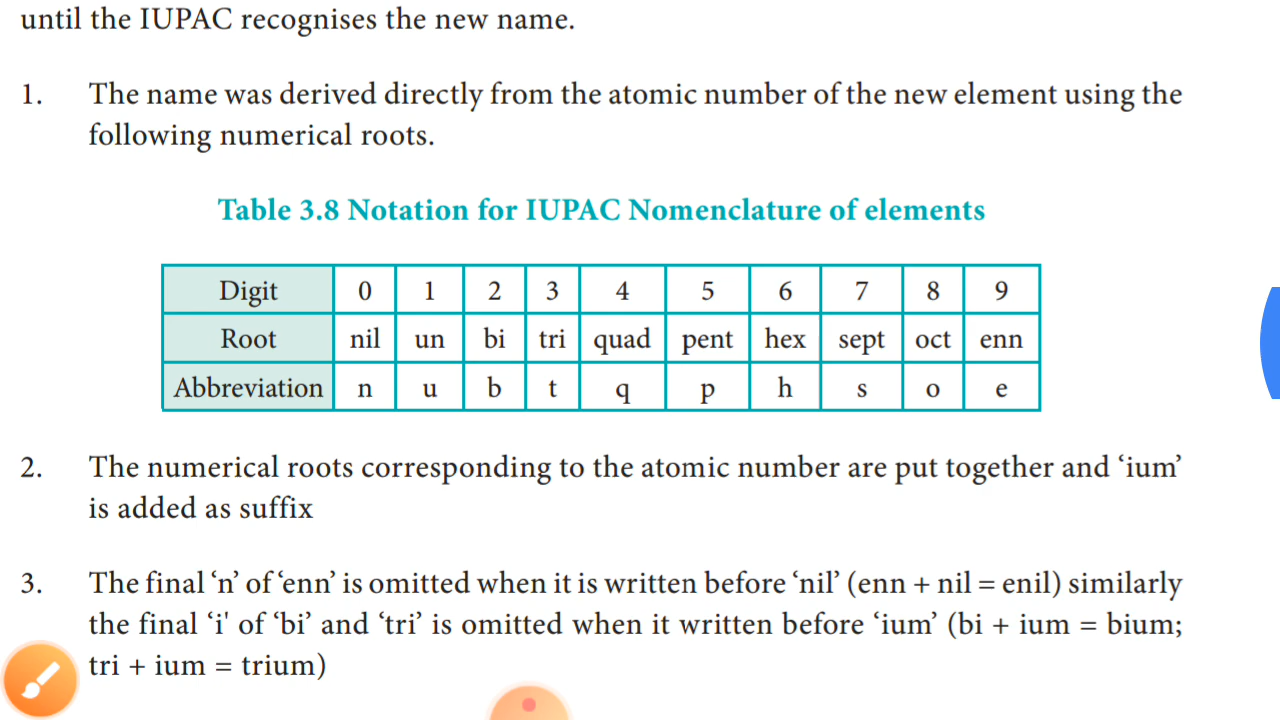 until the IUPAC recognises the new name.
1. The name was derived directly from the atomic number of the new element using the
following numerical roots.
Table 3.8 Notation for IUPAC Nomenclature of elements
Digit 0 1 2 3 4 5 6 7 8 9
Root nil un bi tri quad pent hex sept oct enn
Abbreviation n u b t q p h s o e
2. The numerical roots corresponding to the atomic number are put together and ‘ium’
is added as suffix
3. The final ‘n’ of ‘enn’ is omitted when it is written before ‘nil’ (enn + nil = enil) similarly
the final ‘i' of ‘bi’ and ‘tri’ is omitted when it written before ‘ium’ (bi + ium = bium;
tri + ium = trium)